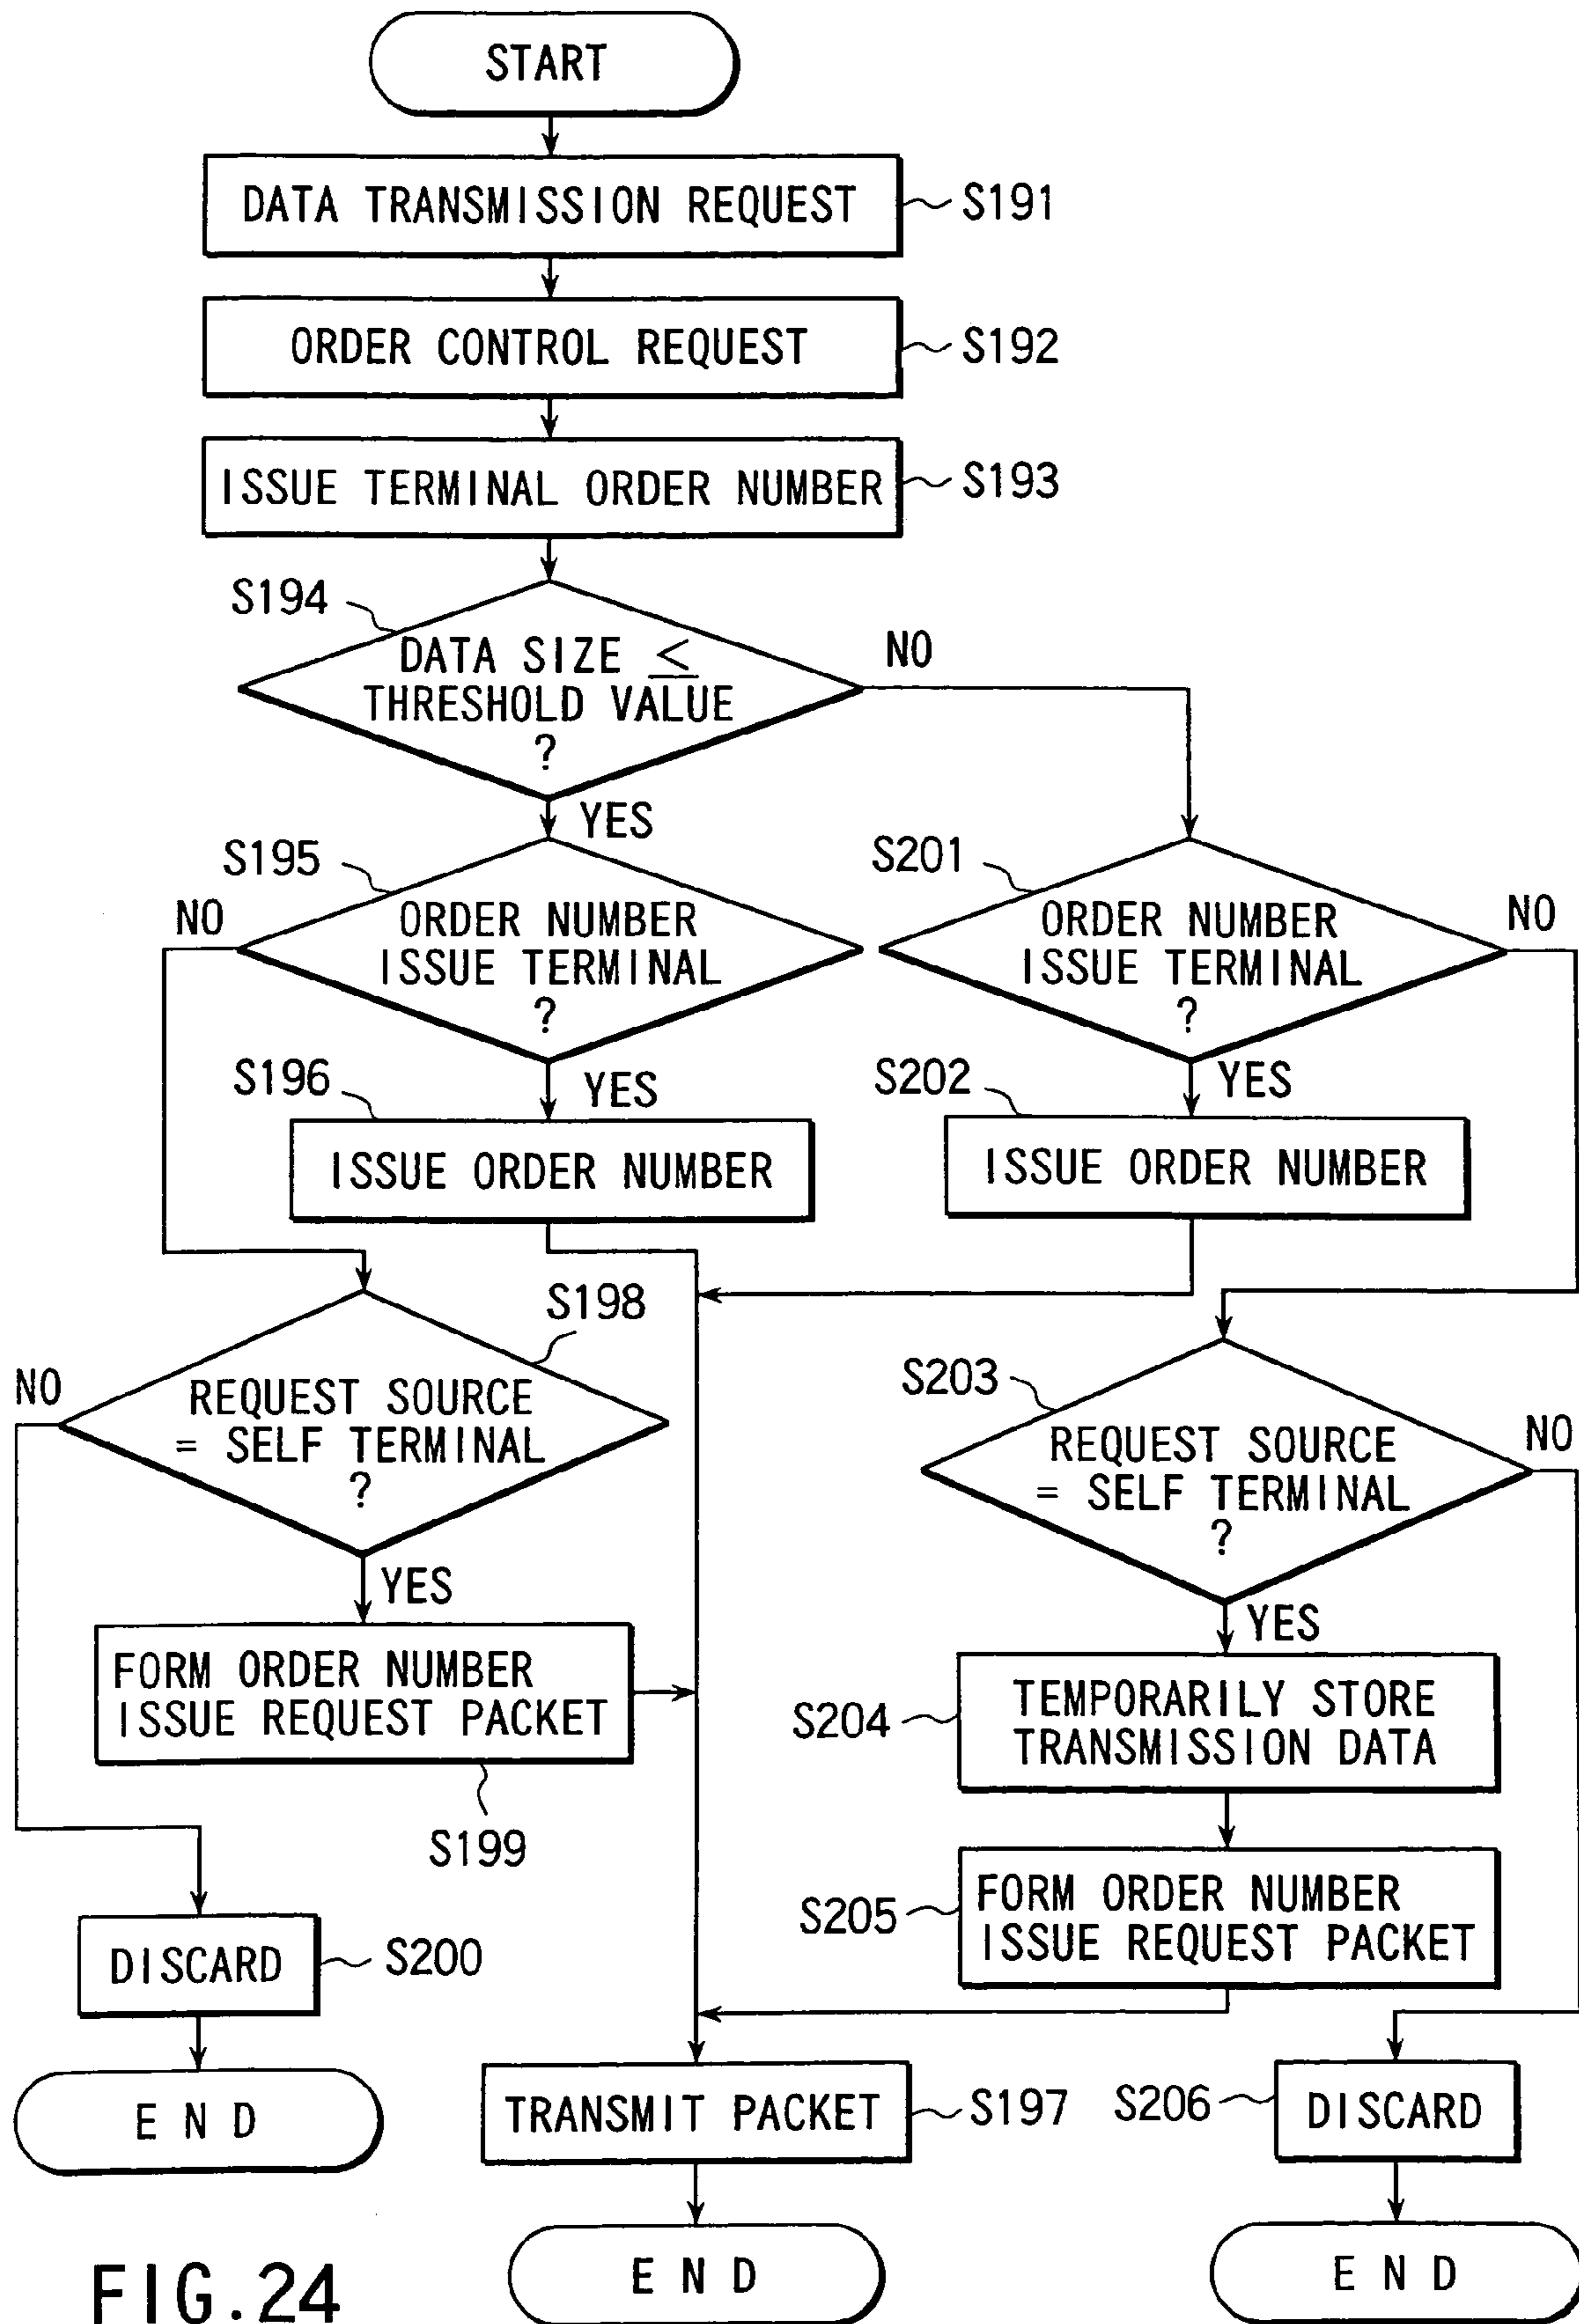 START
DATA TRANSMISSION REQUEST
S191
ORDER CONTROL REQUEST
S192
ISSUE TERMINAL ORDER NUMBER
S193
S194
DATA SIZE ≤
THRESHOLD VALUE
?
NO
YES
S195
ORDER NUMBER
ISSUE TERMINAL
?
NO
YES
S201
ORDER NUMBER
ISSUE TERMINAL
?
NO
YES
S196
ISSUE ORDER NUMBER
S202
ISSUE ORDER NUMBER
S198
REQUEST SOURCE
= SELF TERMINAL
?
NO
YES
S203
REQUEST SOURCE
= SELF TERMINAL
?
NO
YES
FORM ORDER NUMBER
ISSUE REQUEST PACKET
S199
S204
TEMPORARILY STORE
TRANSMISSION DATA
S205
FORM ORDER NUMBER
ISSUE REQUEST PACKET
DISCARD
S200
END
TRANSMIT PACKET
S197
S206
DISCARD
END
END
FIG.24